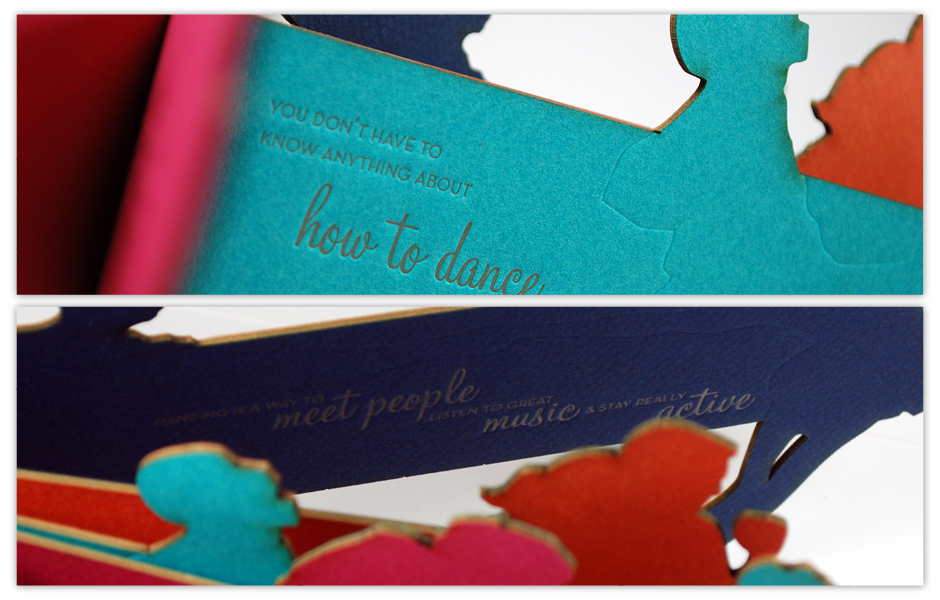 YOU DON'T HAVE TO
KNOW ANYTHING ABOUT
how to dance
DANCING IS A WAY TO meet people LISTEN TO GREAT music & STAY REALLY active